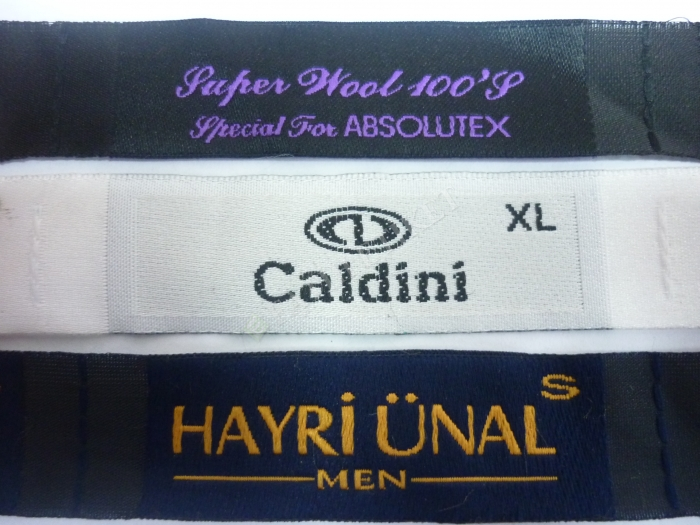 Super Wool 100'S
Special For ABSOLUTEX
XL
Caldini
S
HAYRİ ÜNAL
MEN